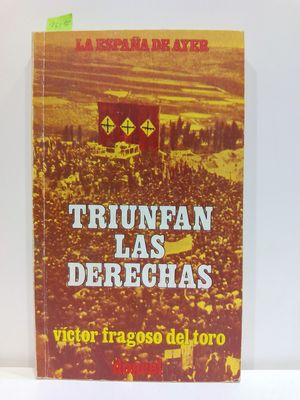 LA ESPAÑA DE AYER
TRIUNFAN
LAS
DERECHAS
víctor fragoso del toro